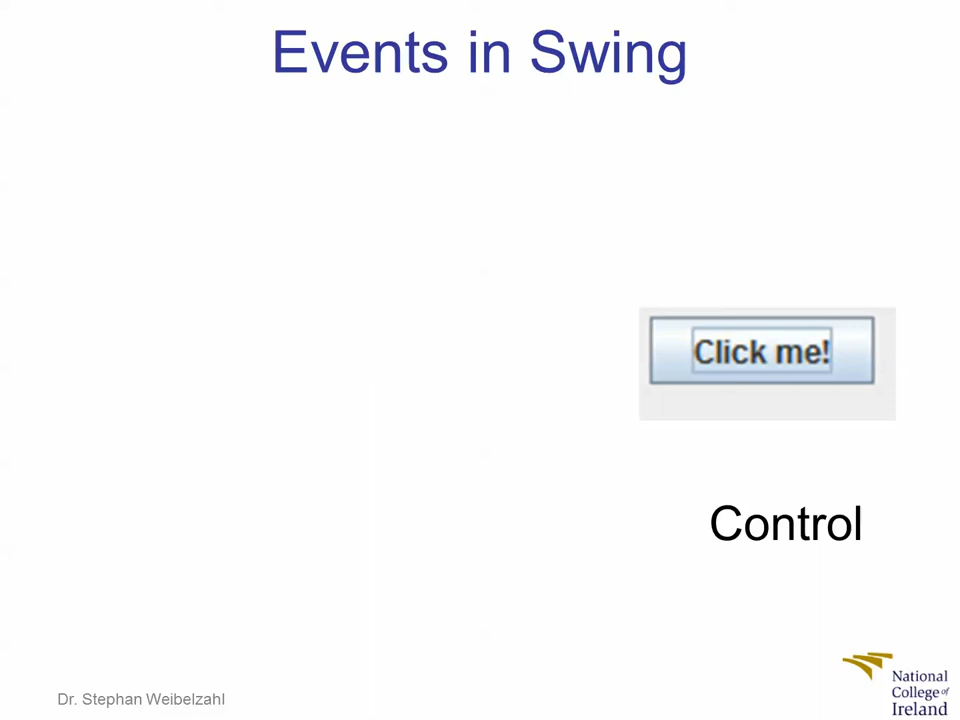 Events in Swing
Click me!
Control
Dr. Stephan Weibelzahl
National
College of
Ireland